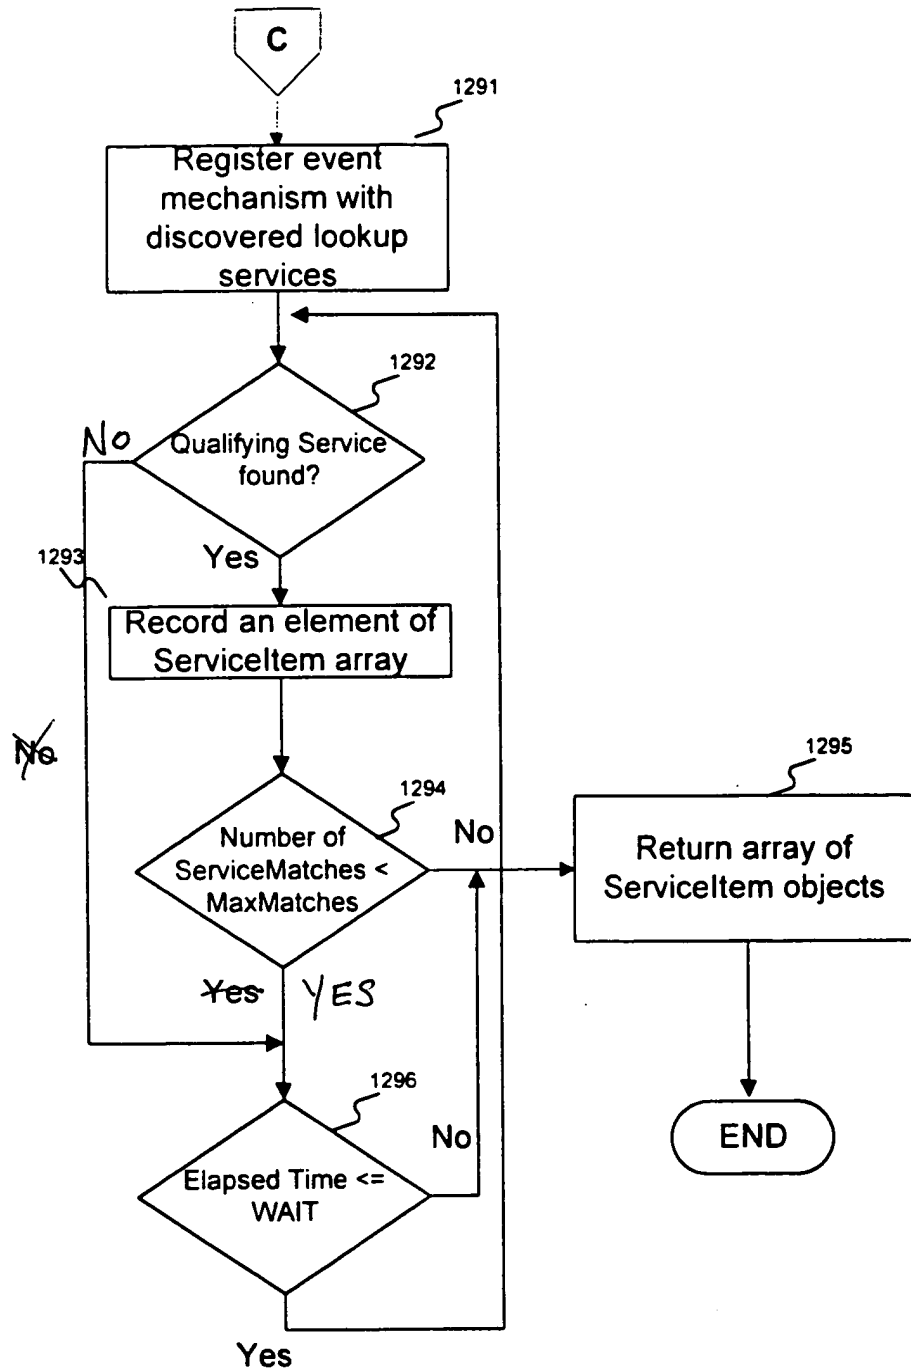 C
1291
Register event
mechanism with
discovered lookup
services
1292
No
Qualifying Service
found?
Yes
1293
Record an element of
ServiceItem array
No
1295
1294
No
Number of
ServiceMatches <
MaxMatches
Return array of
ServiceItem objects
Yes YES
1296
No
END
Elapsed Time <=
WAIT
Yes